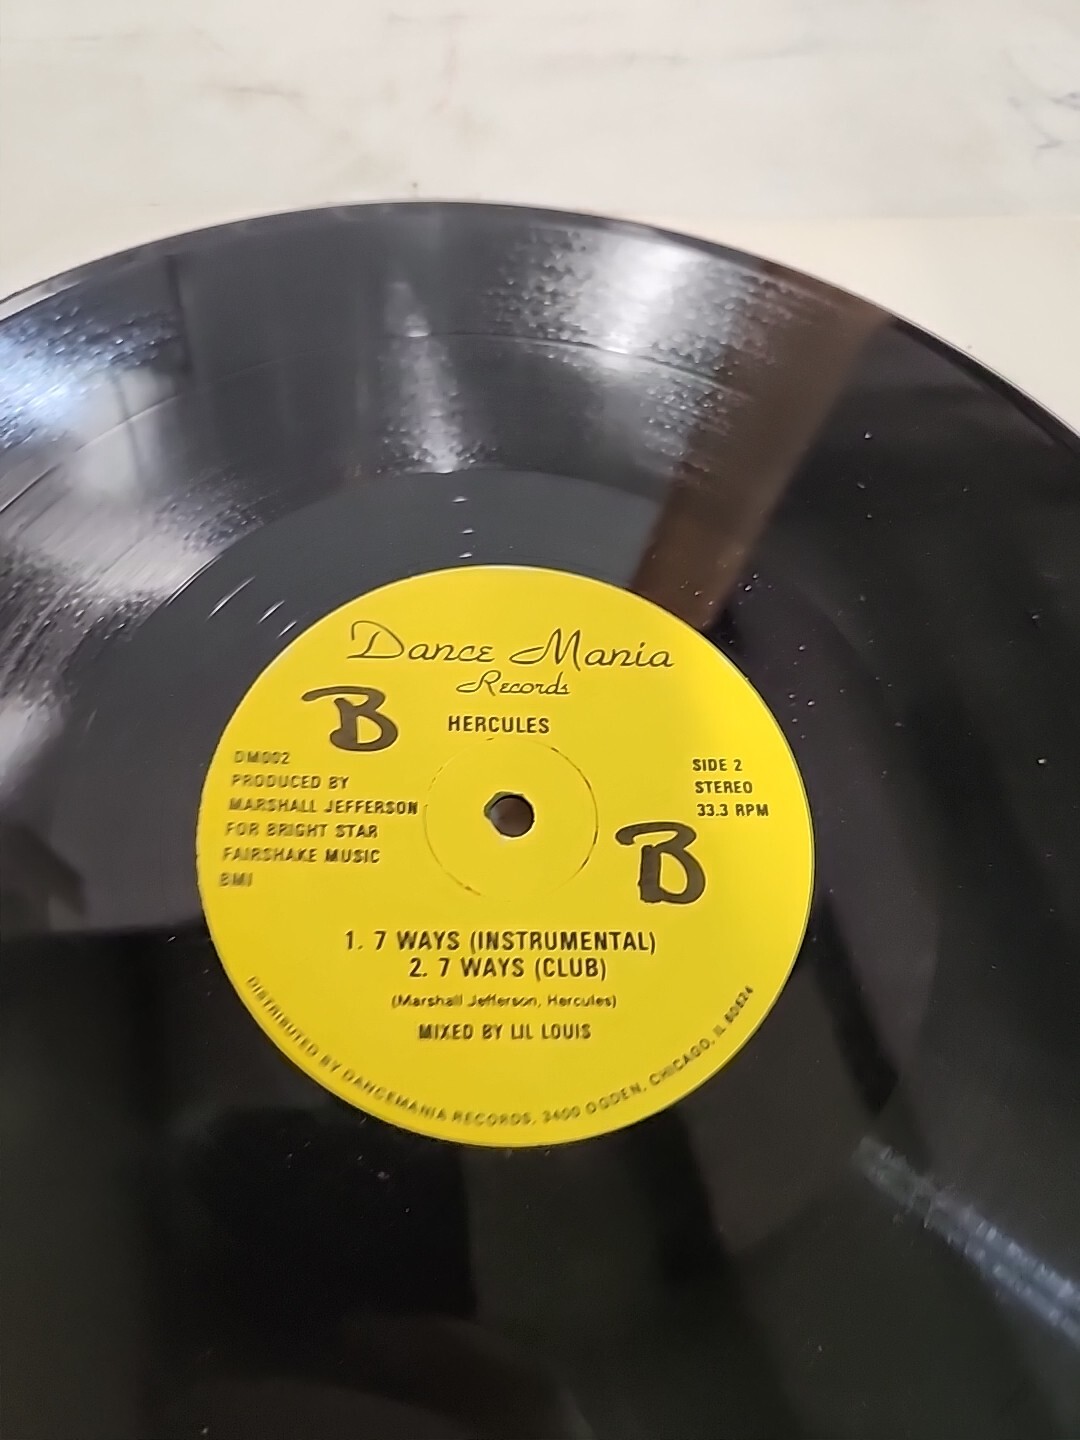 Dance Mania
Records
B
HERCULES
DM002
PRODUCED BY
MARSHALL JEFFERSON
FOR BRIGHT STAR
FAIRSHAKE MUSIC
BMI
SIDE 2
STEREO
33.3 RPM
B
1. 7 WAYS (INSTRUMENTAL)
2. 7 WAYS (CLUB)
(Marshall Jefferson, Hercules)
MIXED BY LIL LOUIS
DISTRIBUTED BY DANCEMANIA RECORDS, 3400 OGDEN, CHICAGO, IL 60624